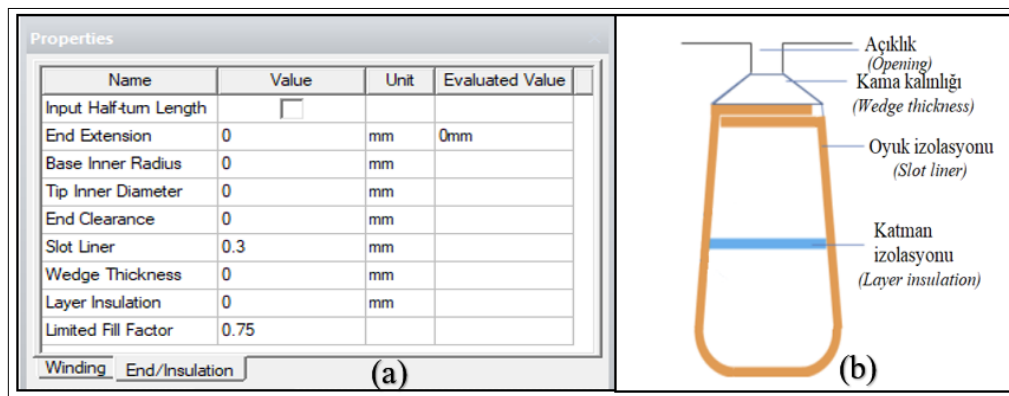 Properties
Name Value Unit Evaluated Value
Input Half-turn Length
End Extension 0 mm 0mm
Base Inner Radius 0 mm
Tip Inner Diameter 0 mm
End Clearance 0 mm
Slot Liner 0.3 mm
Wedge Thickness 0 mm
Layer Insulation 0 mm
Limited Fill Factor 0.75
Winding End/Insulation
(a)
Açıklık
(Opening)
Kama kalınlığı
(Wedge thickness)
Oyuk izolasyonu
(Slot liner)
Katman
izolasyonu
(Layer insulation)
(b)